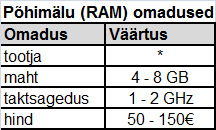 Põhimälu (RAM) omadused
Omadus Väärtus
tootja *
maht 4 - 8 GB
taktsagedus 1 - 2 GHz
hind 50 - 150€